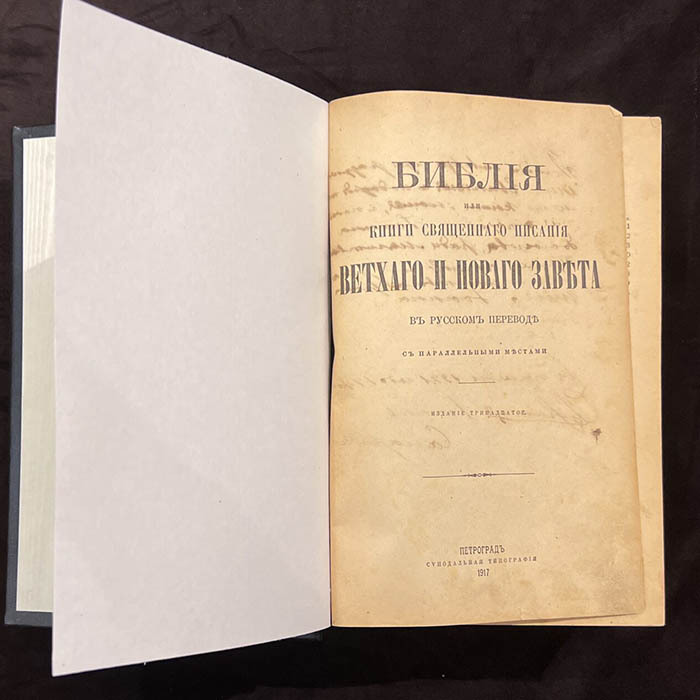 БИБЛІЯ
ИЛИ
КНИГИ СВЯЩЕННАГО ПИСАНІЯ
ВЕТХАГО И НОВАГО ЗАВѢТА
ВЪ РУССКОМЪ ПЕРЕВОДѢ
СЪ ПАРАЛЛЕЛЬНЫМИ МѢСТАМИ
ИЗДАНІЕ ТРИНАДЦАТОЕ.
ПЕТРОГРАДЪ
СѴНОДАЛЬНАЯ ТИПОГРАФІЯ
1917